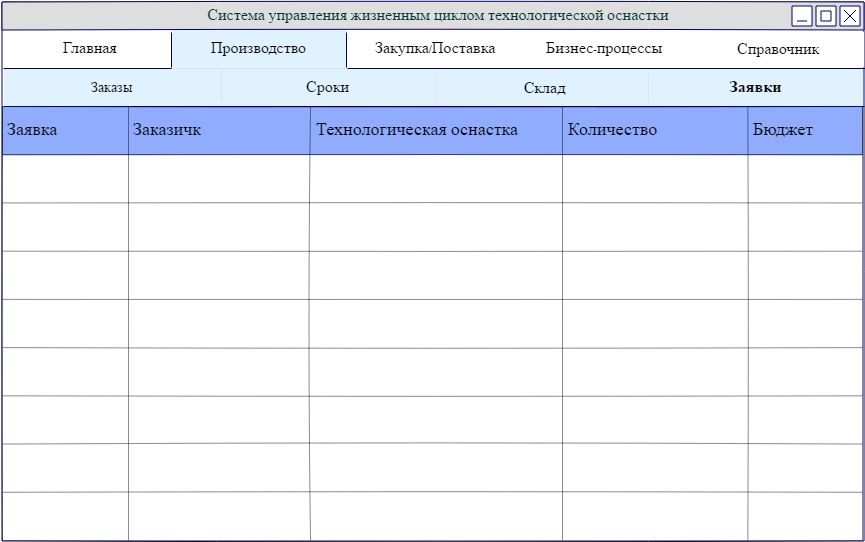 Система управления жизненным циклом технологической оснастки
Главная Производство Закупка/Поставка Бизнес-процессы Справочник
Заказы Сроки Склад Заявки
Заявка Заказичк Технологическая оснастка Количество Бюджет